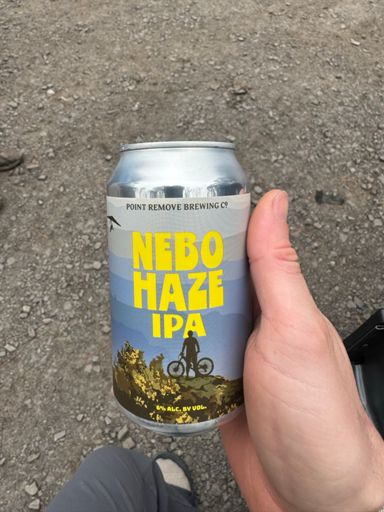 POINT REMOVE BREWING Cº
NEBO
HAZE
IPA
6% ALC. BY VOL.